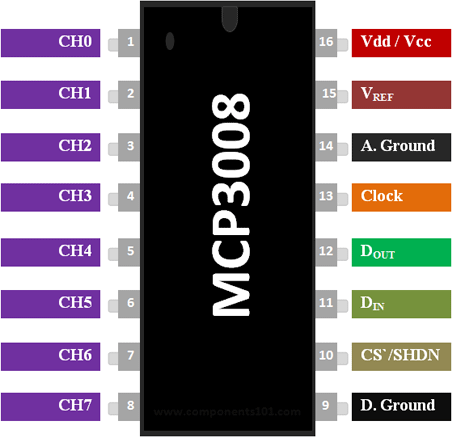 CH0 1 16 Vdd / Vcc
CH1 2 15 VREF
CH2 3 14 A. Ground
CH3 4 13 Clock
CH4 5 12 DOUT
CH5 6 11 DIN
CH6 7 10 CS`/SHDN
CH7 8 9 D. Ground
MCP3008
www.components101.com